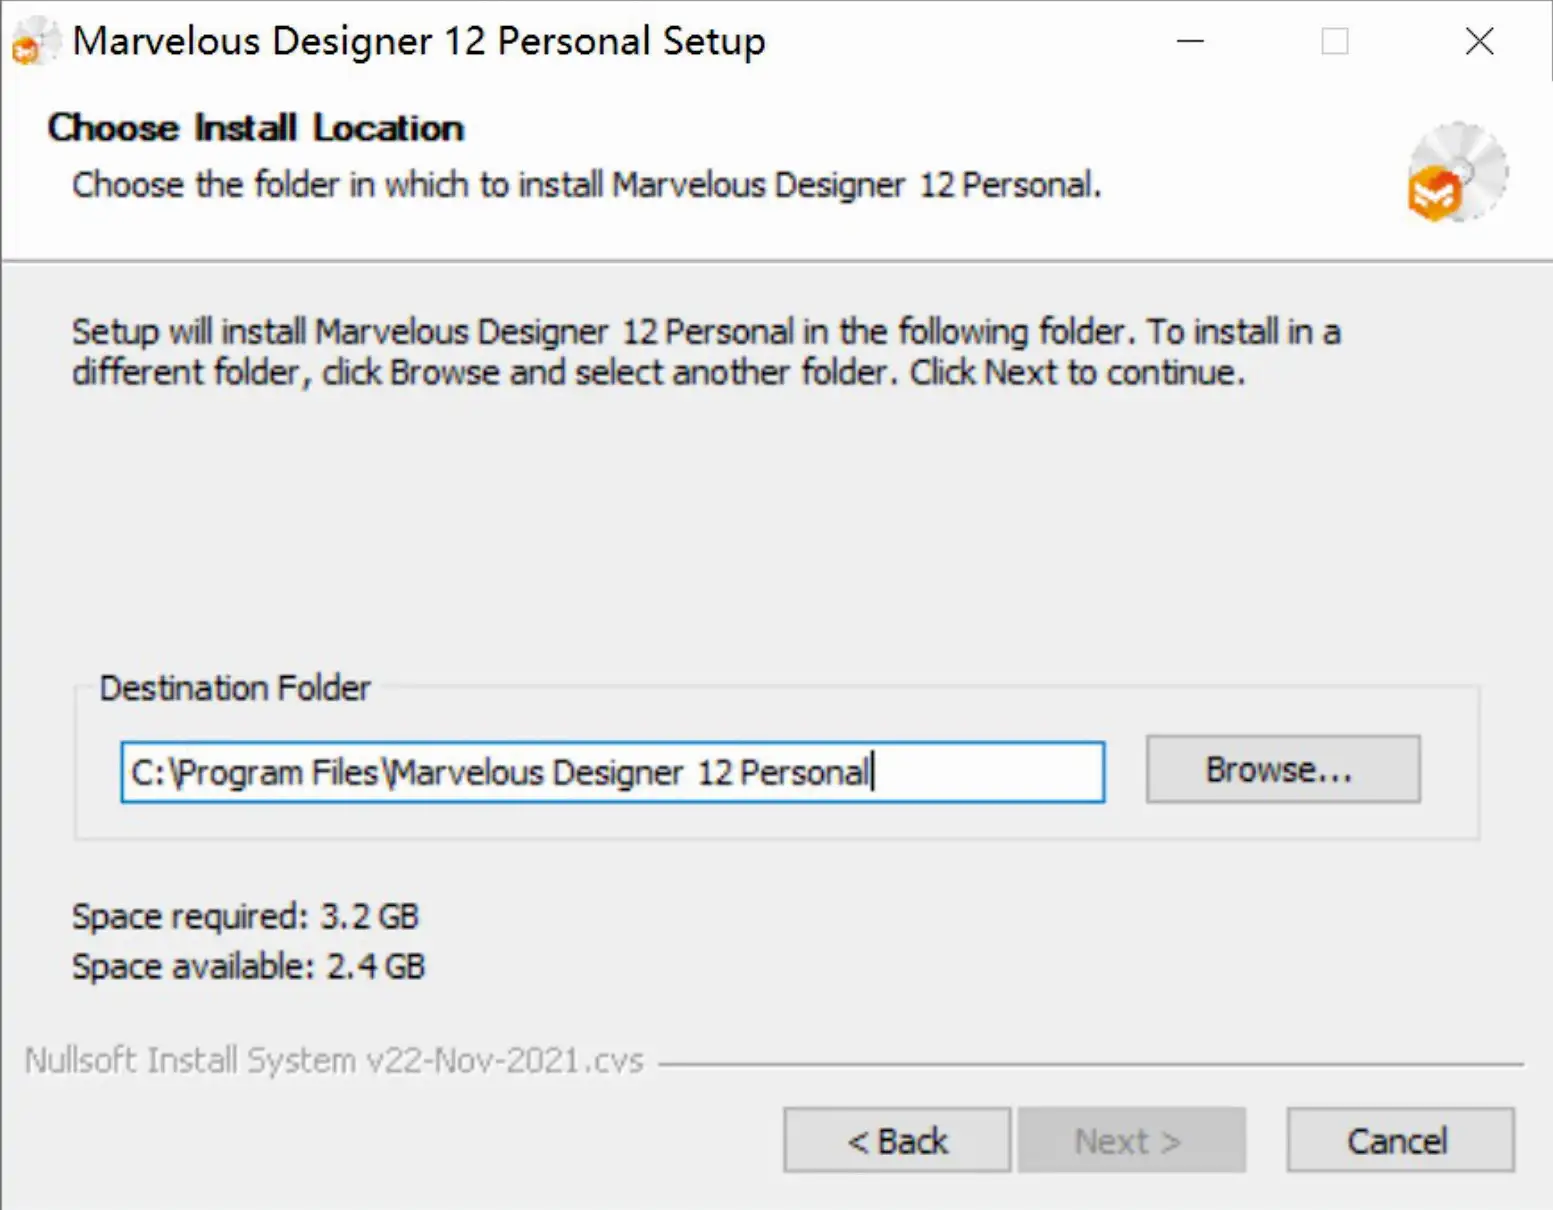 Marvelous Designer 12 Personal Setup
Choose Install Location
Choose the folder in which to install Marvelous Designer 12 Personal.
Setup will install Marvelous Designer 12 Personal in the following folder. To install in a
different folder, click Browse and select another folder. Click Next to continue.
Destination Folder
C:\Program Files\Marvelous Designer 12 Personal
Browse...
Space required: 3.2 GB
Space available: 2.4 GB
Nullsoft Install System v22-Nov-2021.cvs
< Back
Next >
Cancel